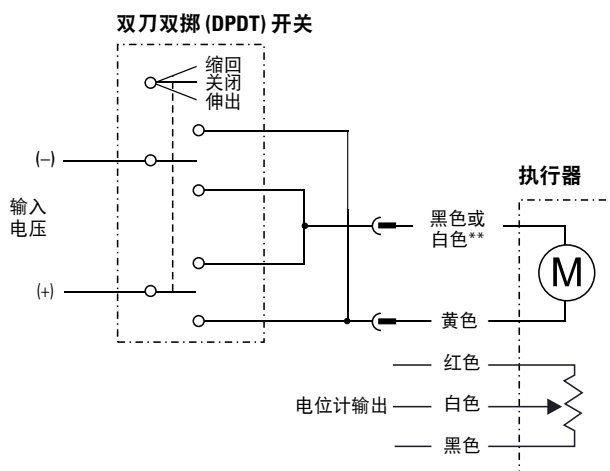 双刀双掷 (DPDT) 开关
缩回
关闭
伸出
(–)
输入
电压
(+)
执行器
黑色或
白色**
M
黄色
红色
电位计输出
白色
黑色